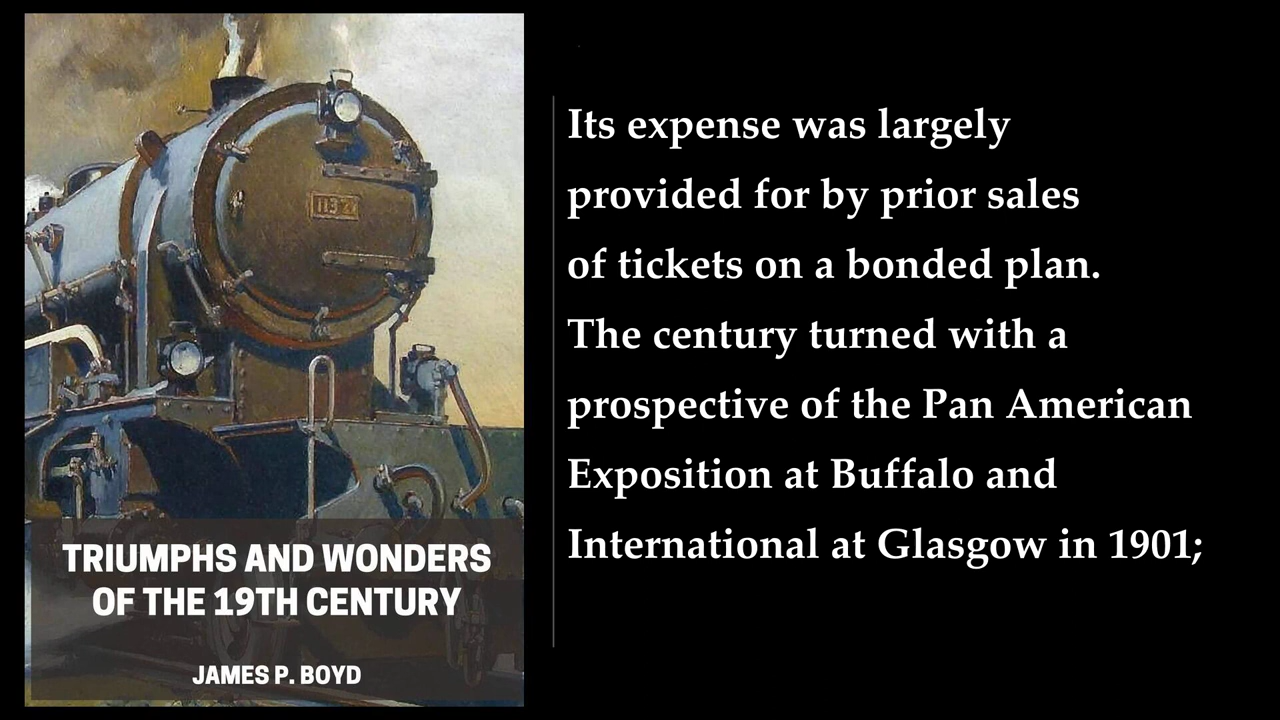 Its expense was largely
provided for by prior sales
of tickets on a bonded plan.
The century turned with a
prospective of the Pan American
Exposition at Buffalo and
International at Glasgow in 1901;
TRIUMPHS AND WONDERS
OF THE 19TH CENTURY
JAMES P. BOYD